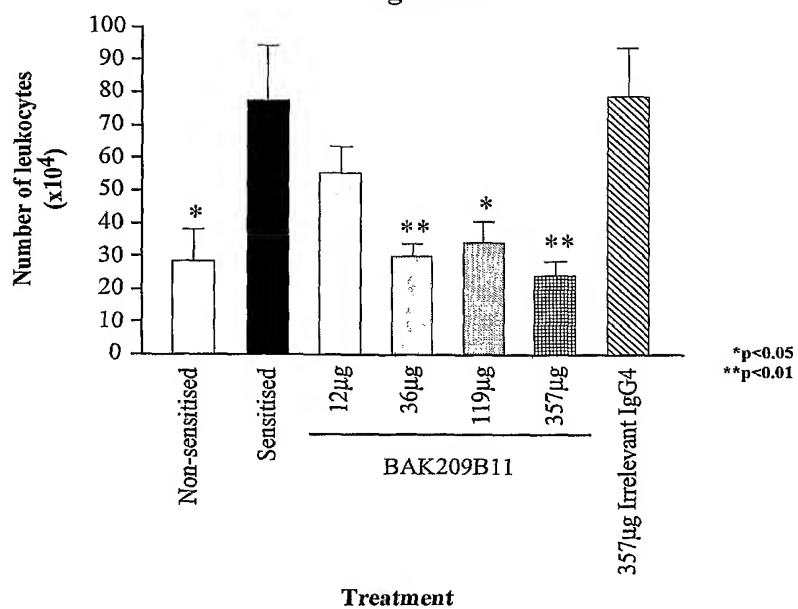 Number of leukocytes
(x10⁴)
100
90
80
70
60
50
40
30
20
10
0
*
**
*
**
Non-sensitised
Sensitised
12µg
36µg
119µg
357µg
357µg Irrelevant IgG4
BAK209B11
Treatment
*p<0.05
**p<0.01